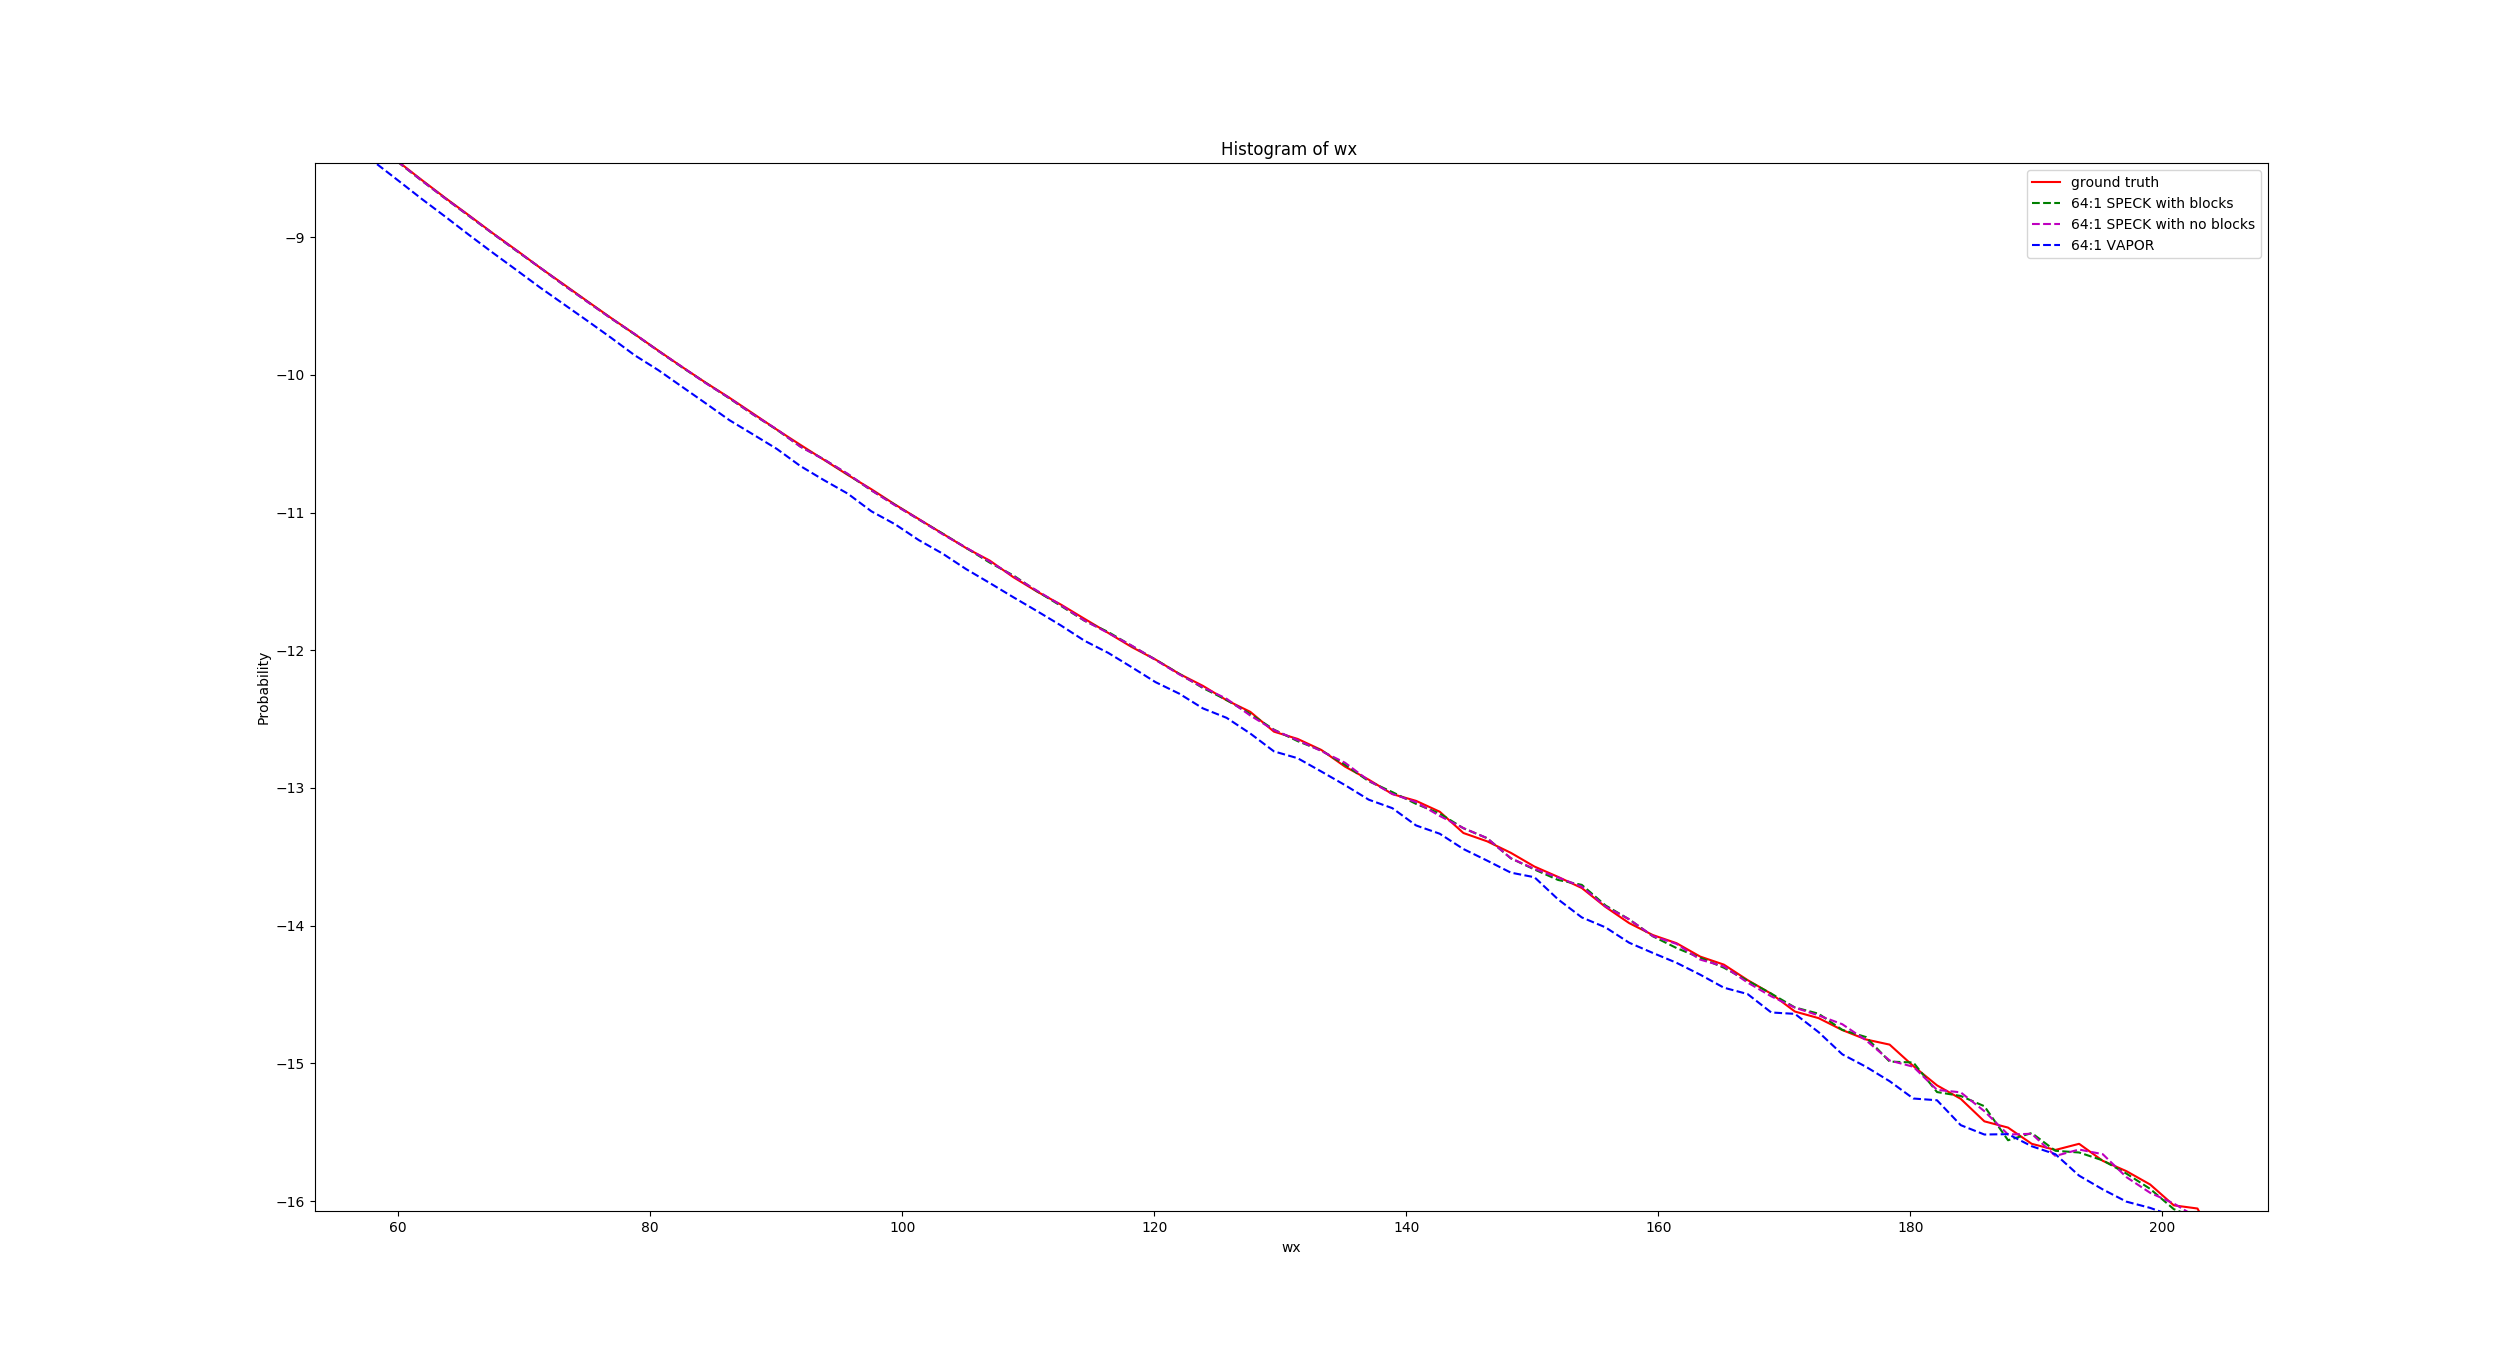 Histogram of wx
ground truth
64:1 SPECK with blocks
64:1 SPECK with no blocks
64:1 VAPOR
Probability
−9
−10
−11
−12
−13
−14
−15
−16
60 80 100 120 140 160 180 200
wx